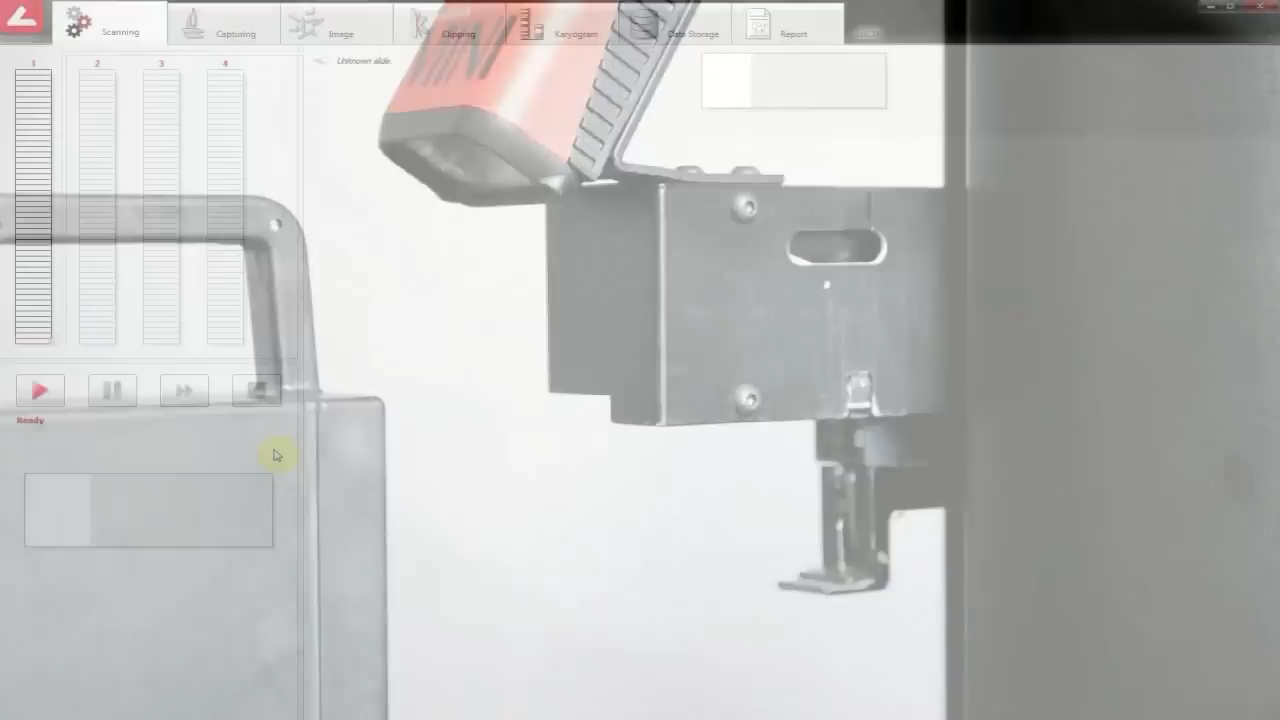 Scanning
Capturing
Image
Clipping
Karyogram
Data Storage
Report
1 2 3 4
Unknown slide.
Ready